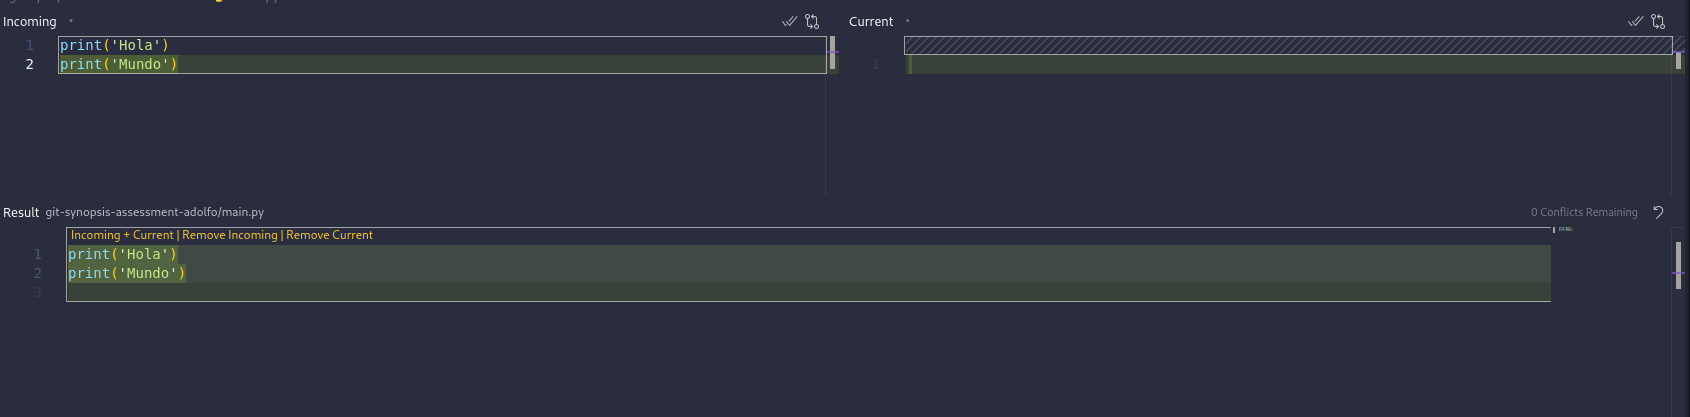 Incoming
1 print('Hola')
2 print('Mundo')
Current
1
Result git-synopsis-assessment-adolfo/main.py
0 Conflicts Remaining
Incoming + Current | Remove Incoming | Remove Current
1 print('Hola')
2 print('Mundo')
3